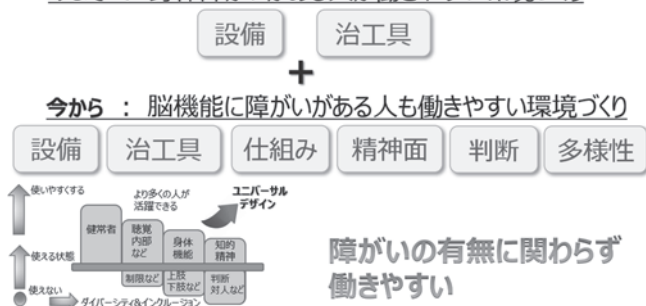 設備 治工具
+
今から : 脳機能に障がいがある人も働きやすい環境づくり
設備 治工具 仕組み 精神面 判断 多様性
使いやすくする
より多くの人が
活躍できる
ユニバーサル
デザイン
健常者
聴覚
内部
など
身体
機能
知的
精神
使える状態
制限など
上肢
下肢など
判断
対人など
使えない
ダイバーシティ&インクルージョン
障がいの有無に関わらず
働きやすい